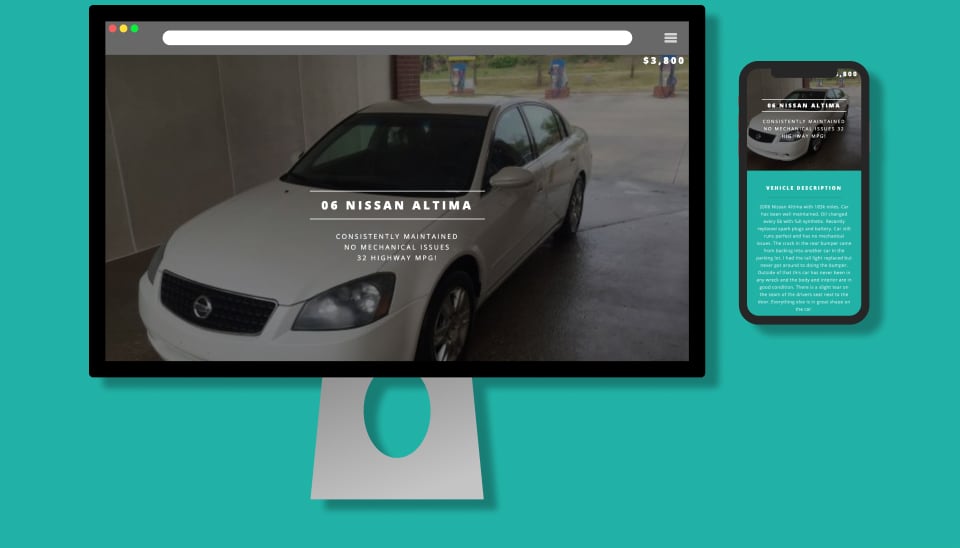 $3,800
06 NISSAN ALTIMA
CONSISTENTLY MAINTAINED
NO MECHANICAL ISSUES
32 HIGHWAY MPG!
,800
06 NISSAN ALTIMA
CONSISTENTLY MAINTAINED
NO MECHANICAL ISSUES 32
HIGHWAY MPG!
VEHICLE DESCRIPTION
2006 Nissan Altima with miles. Car
has been well maintained. Oil changed
every 5k with full synthetic. Recently
replaced spark plugs and battery. Car still
runs perfect and has no mechanical
issues. The crack in the rear bumper came
from backing into another car in the
parking lot. I had the tail light replaced but
never got around to doing the bumper.
Outside of that this car has never been in
any wreck and the body and interior are in
good condition. There is a slight tear on
the seam of the drivers seat next to the
door. Everything else is in great shape on
the car.